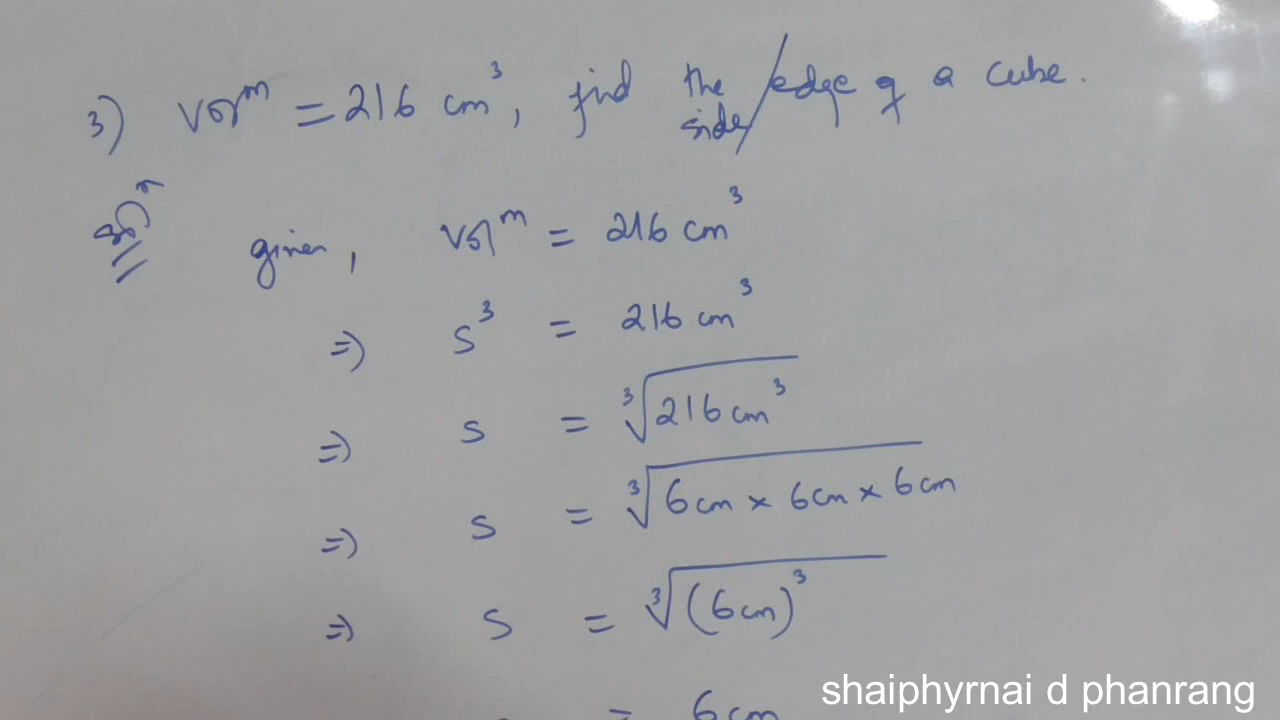 3) Volᵐ = 216 cm³, find the side/edge of a cube.
Solⁿ
given, Volᵐ = 216 cm³
⇒ s³ = 216 cm³
⇒ s = ∛216 cm³
⇒ s = ∛6cm × 6cm × 6cm
⇒ s = ∛(6cm)³
= 6cm
shaiphyrnai d phanrang